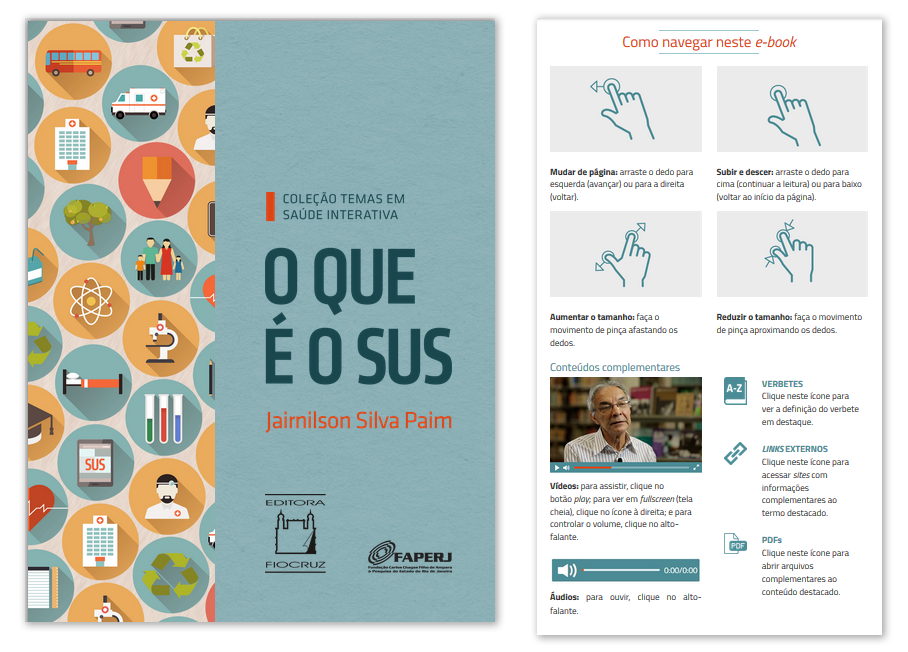 COLEÇÃO TEMAS EM
SAÚDE INTERATIVA
O QUE
É O SUS
Jairnilson Silva Paim
SUS
EDITORA
FIOCRUZ
FAPERJ
Fundação Carlos Chagas Filho de Amparo
à Pesquisa do Estado do Rio de Janeiro
Como navegar neste e-book
Mudar de página: arraste o dedo para
esquerda (avançar) ou para a direita
(voltar).
Subir e descer: arraste o dedo para
cima (continuar a leitura) ou para baixo
(voltar ao início da página).
Aumentar o tamanho: faça o
movimento de pinça afastando os
dedos.
Reduzir o tamanho: faça o movimento
de pinça aproximando os dedos.
Conteúdos complementares
Vídeos: para assistir, clique no
botão play; para ver em fullscreen (tela
cheia), clique no ícone à direita; e para
controlar o volume, clique no alto-
falante.
0:00/0:00
Áudios: para ouvir, clique no alto-
falante.
A-Z
VERBETES
Clique neste ícone para
ver a definição do verbete
em destaque.
LINKS EXTERNOS
Clique neste ícone para
acessar sites com
informações
complementares ao
termo destacado.
PDF
PDFs
Clique neste ícone para
abrir arquivos
complementares ao
conteúdo destacado.